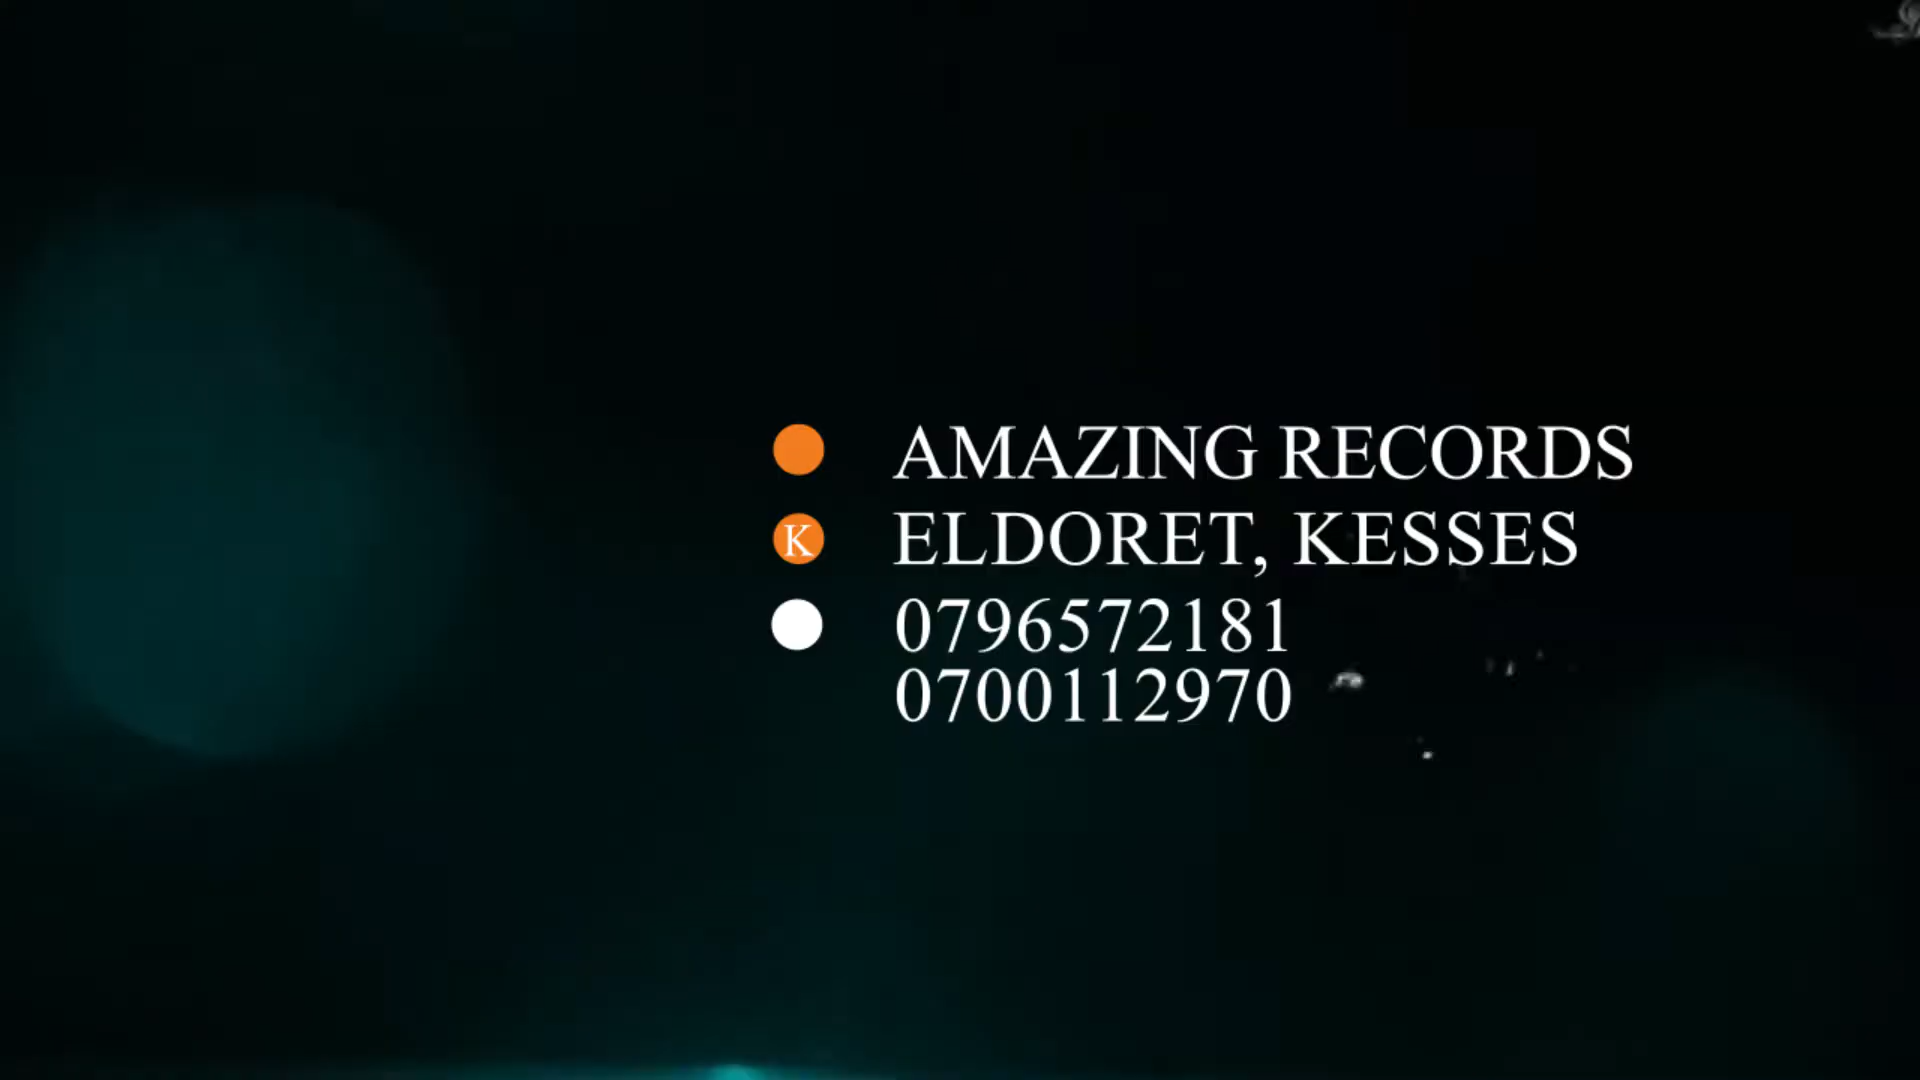 AMAZING RECORDS
K ELDORET, KESSES
0796572181
0700112970